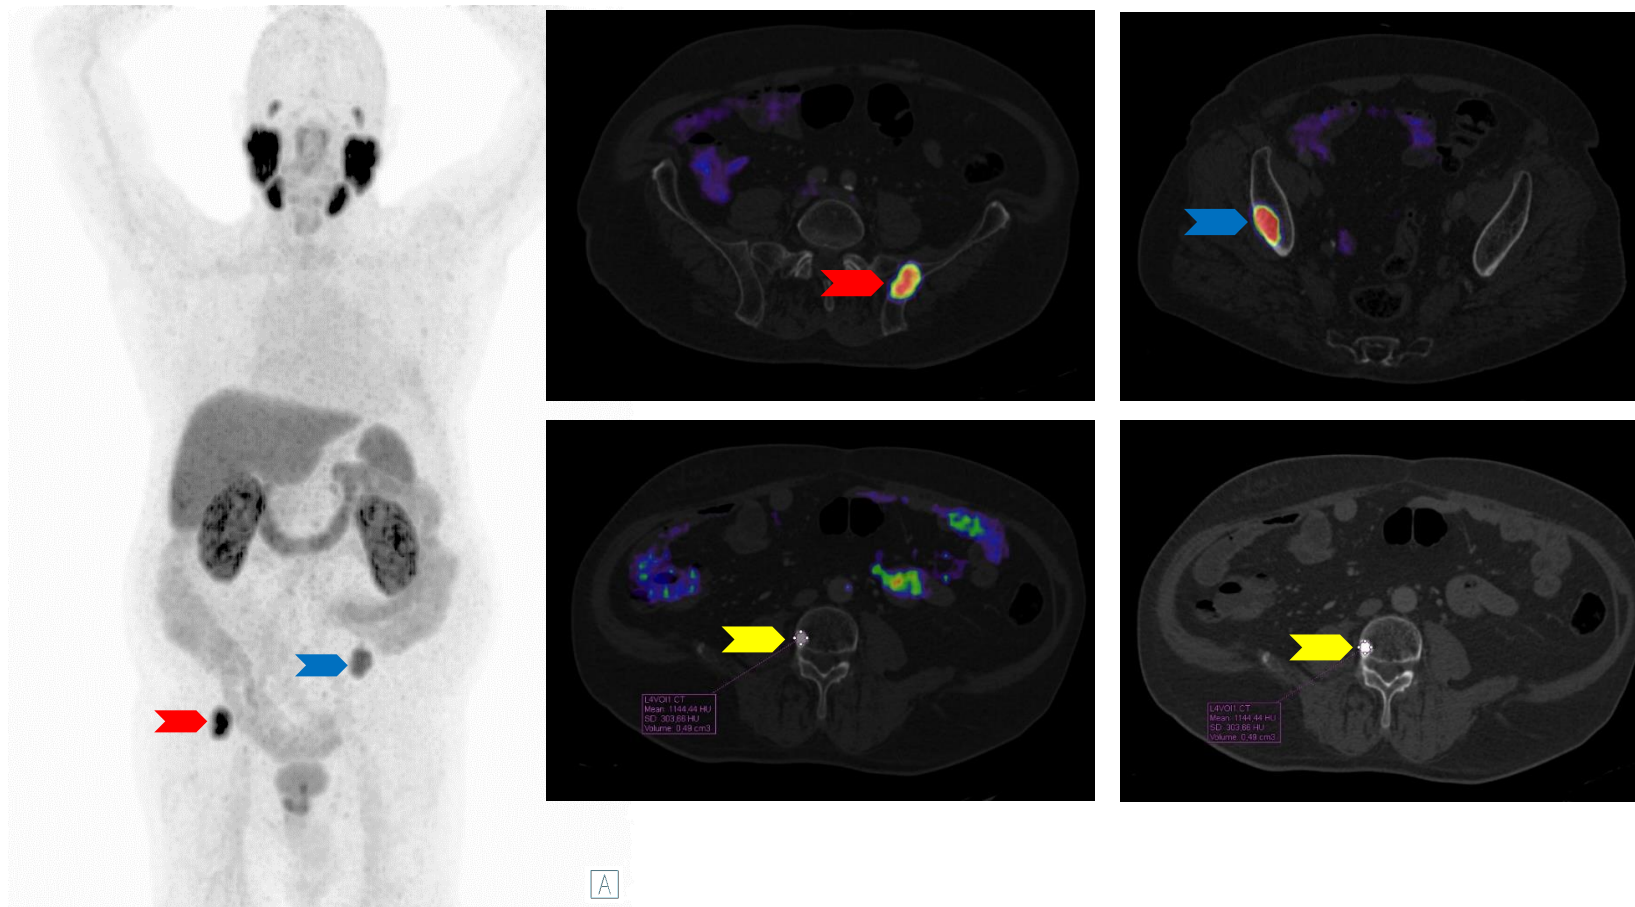 L4VOI1 CT
Mean: 1144,44 HU
SD: 303,66 HU
Volume: 0,49 cm3
L4VOI1 CT
Mean: 1144,44 HU
SD: 303,66 HU
Volume: 0,49 cm3
A